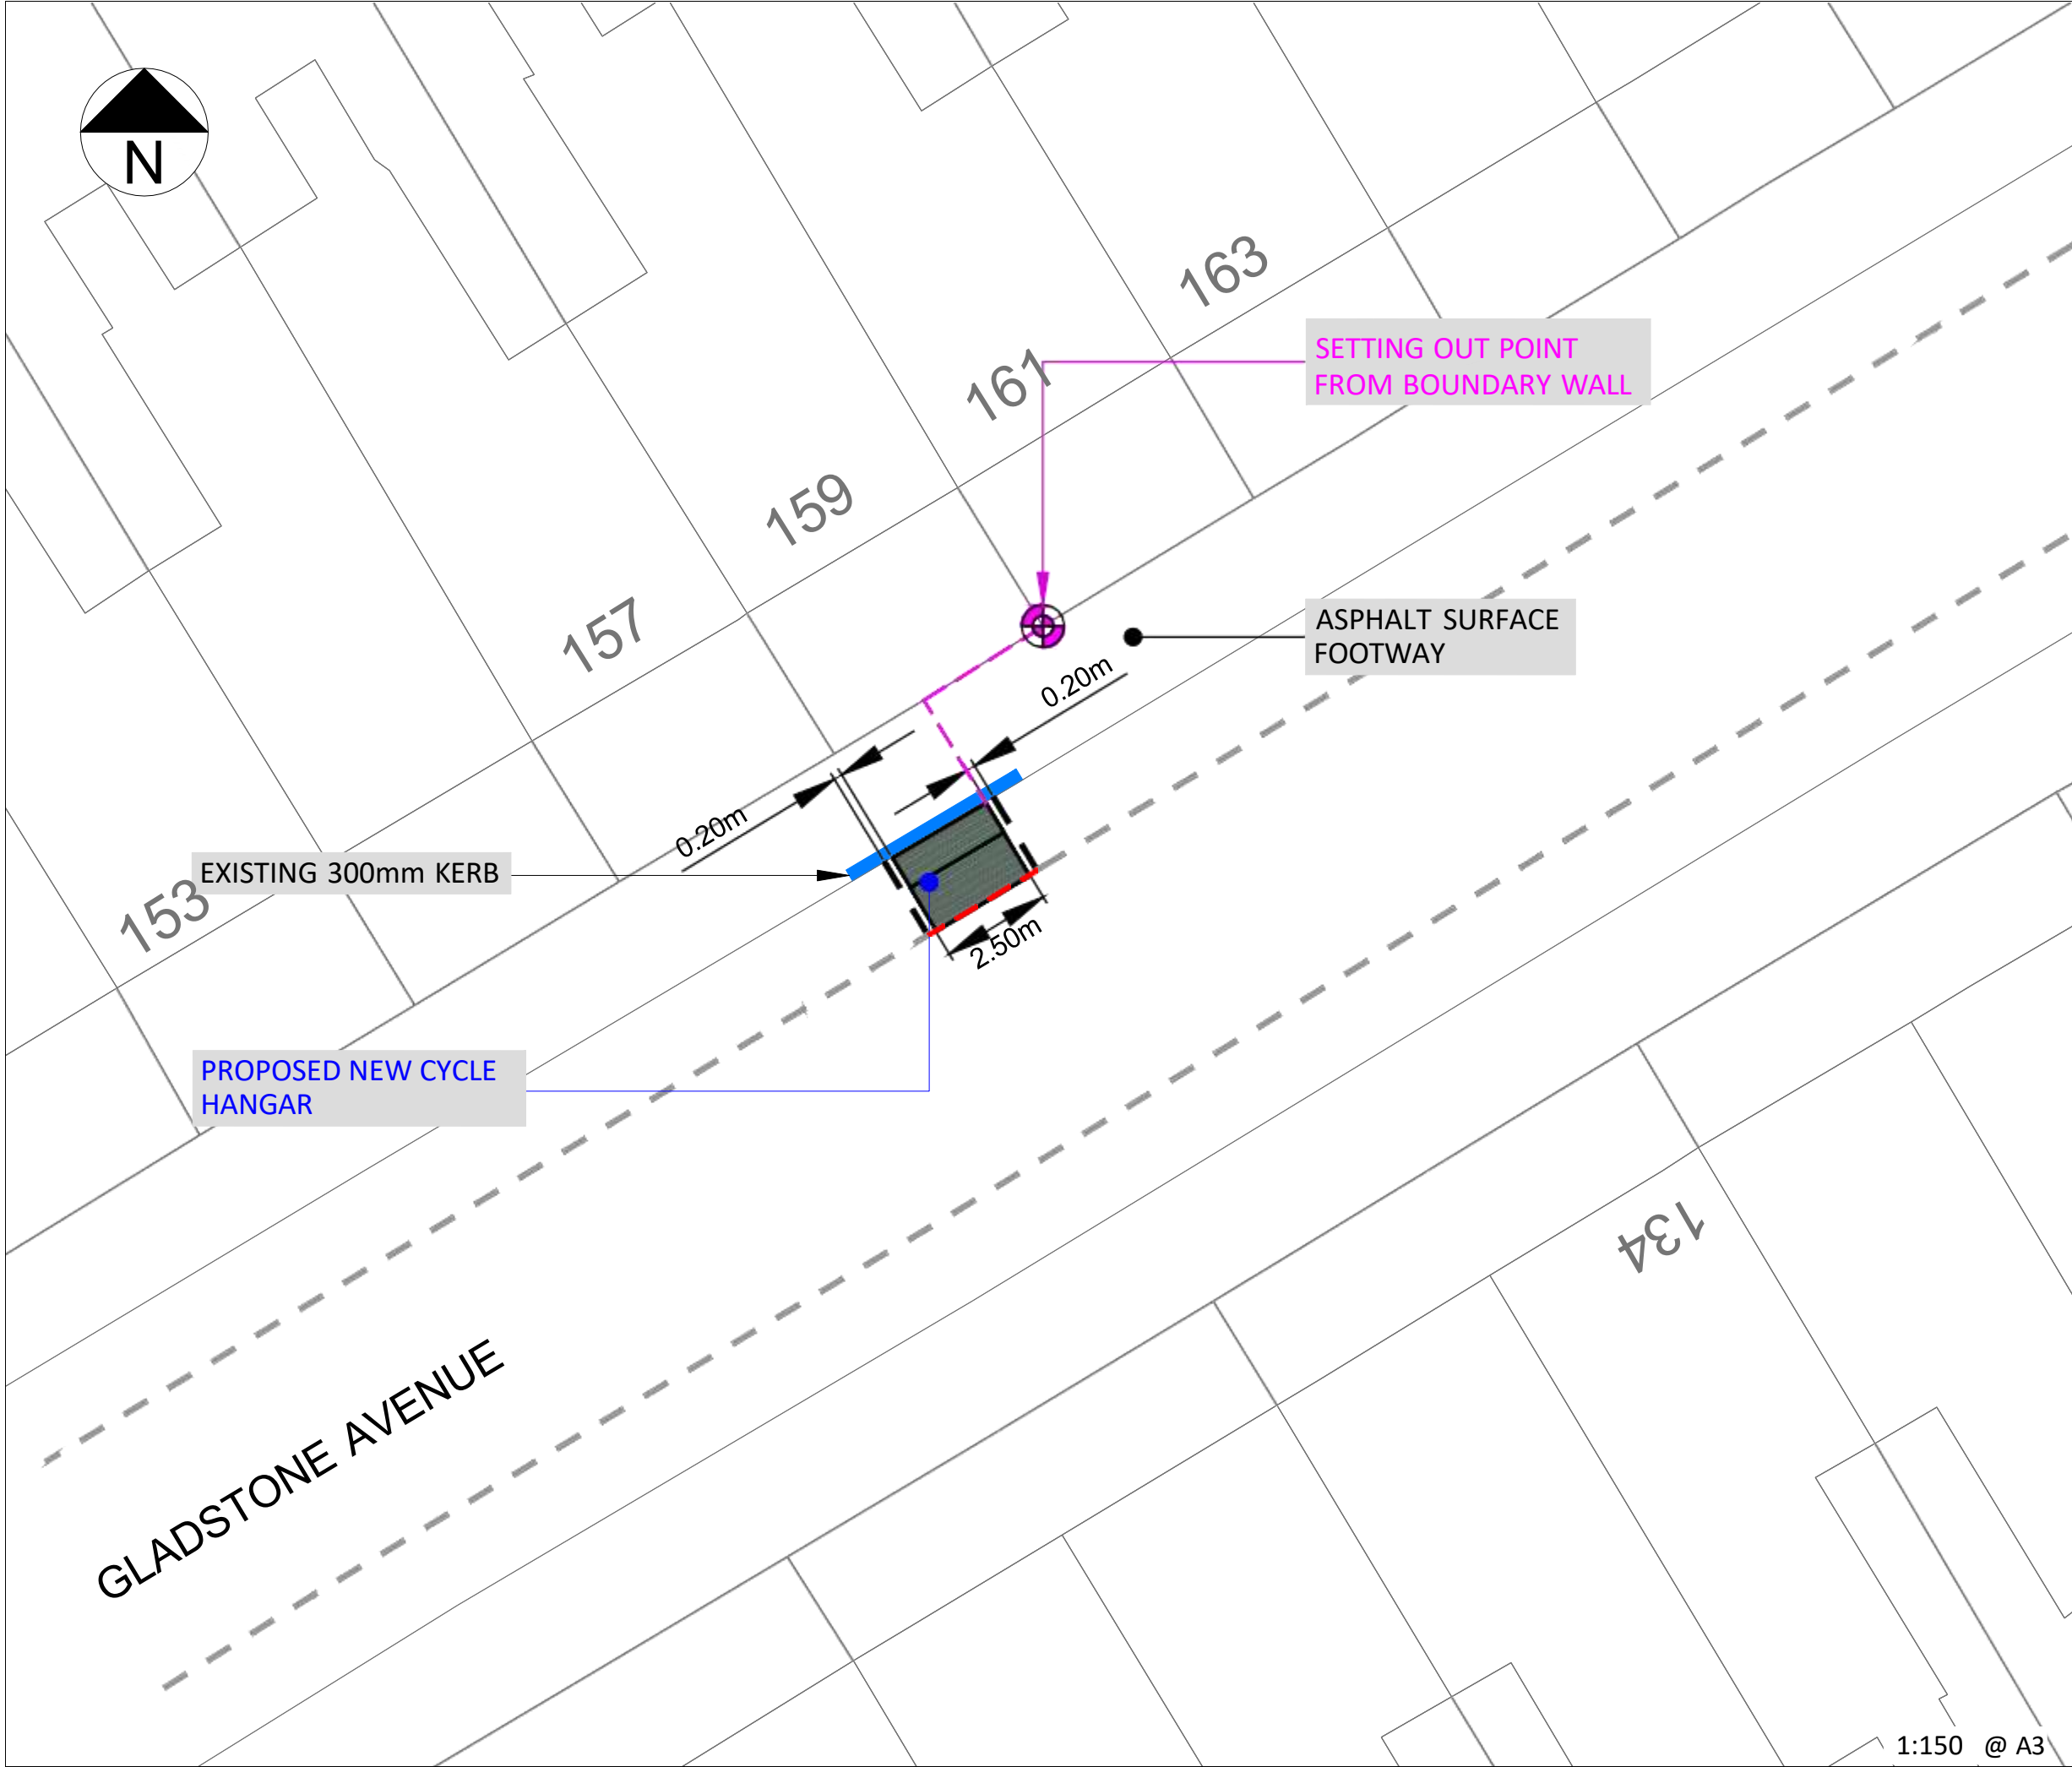 N
163
SETTING OUT POINT
FROM BOUNDARY WALL
161
159
157
ASPHALT SURFACE
FOOTWAY
0.20m
0.20m
EXISTING 300mm KERB
153
2.50m
PROPOSED NEW CYCLE
HANGAR
134
GLADSTONE AVENUE
1:150 @ A3